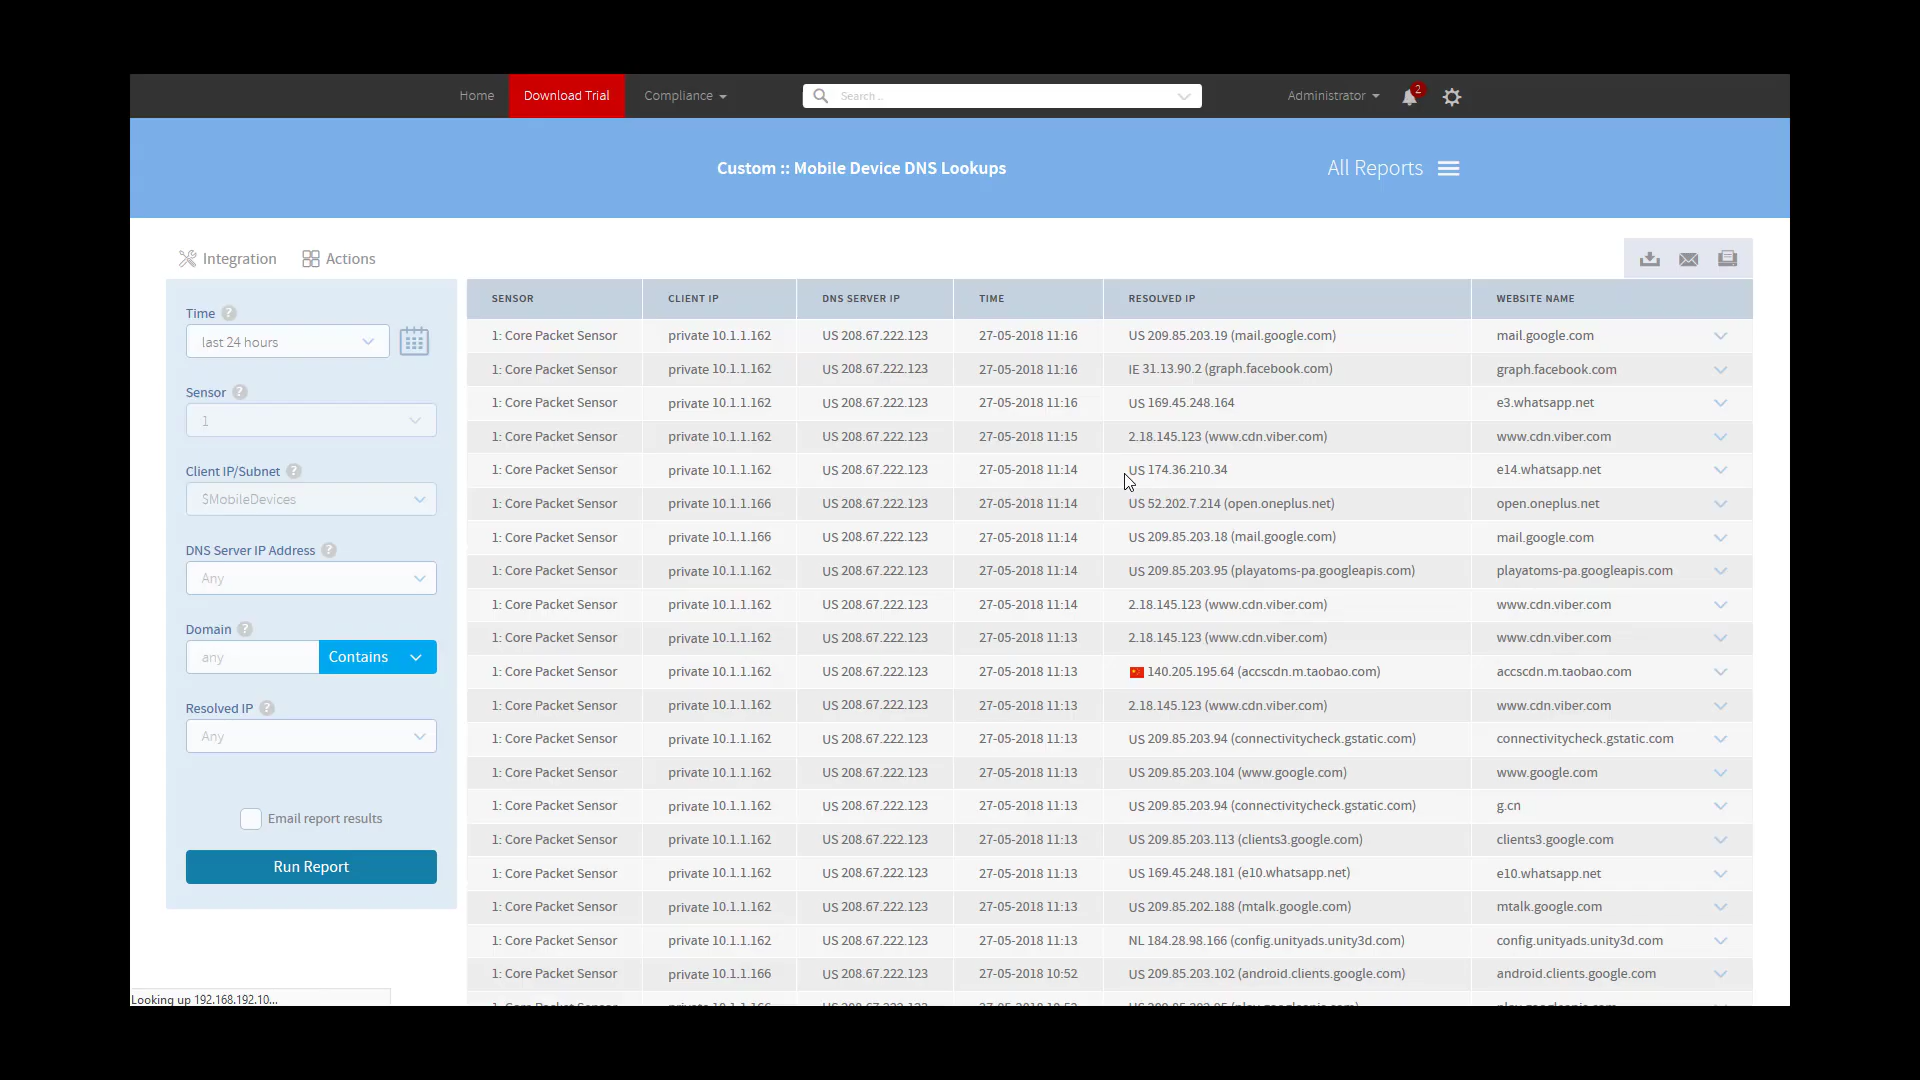 Home Download Trial Compliance Search .. Administrator 2
Custom :: Mobile Device DNS Lookups All Reports
Integration Actions
Time ?
last 24 hours
Sensor ?
1
Client IP/Subnet ?
$MobileDevices
DNS Server IP Address ?
Any
Domain ?
any Contains
Resolved IP ?
Any
Email report results
Run Report
SENSOR CLIENT IP DNS SERVER IP TIME RESOLVED IP WEBSITE NAME
1: Core Packet Sensor private 10.1.1.162 US 208.67.222.123 27-05-2018 11:16 US 209.85.203.19 (mail.google.com) mail.google.com
1: Core Packet Sensor private 10.1.1.162 US 208.67.222.123 27-05-2018 11:16 IE 31.13.90.2 (graph.facebook.com) graph.facebook.com
1: Core Packet Sensor private 10.1.1.162 US 208.67.222.123 27-05-2018 11:16 US 169.45.248.164 e3.whatsapp.net
1: Core Packet Sensor private 10.1.1.162 US 208.67.222.123 27-05-2018 11:15 2.18.145.123 (www.cdn.viber.com) www.cdn.viber.com
1: Core Packet Sensor private 10.1.1.162 US 208.67.222.123 27-05-2018 11:14 US 174.36.210.34 e14.whatsapp.net
1: Core Packet Sensor private 10.1.1.166 US 208.67.222.123 27-05-2018 11:14 US 52.202.7.214 (open.oneplus.net) open.oneplus.net
1: Core Packet Sensor private 10.1.1.166 US 208.67.222.123 27-05-2018 11:14 US 209.85.203.18 (mail.google.com) mail.google.com
1: Core Packet Sensor private 10.1.1.162 US 208.67.222.123 27-05-2018 11:14 US 209.85.203.95 (playatoms-pa.googleapis.com) playatoms-pa.googleapis.com
1: Core Packet Sensor private 10.1.1.162 US 208.67.222.123 27-05-2018 11:14 2.18.145.123 (www.cdn.viber.com) www.cdn.viber.com
1: Core Packet Sensor private 10.1.1.162 US 208.67.222.123 27-05-2018 11:13 2.18.145.123 (www.cdn.viber.com) www.cdn.viber.com
1: Core Packet Sensor private 10.1.1.162 US 208.67.222.123 27-05-2018 11:13 140.205.195.64 (accscdn.m.taobao.com) accscdn.m.taobao.com
1: Core Packet Sensor private 10.1.1.162 US 208.67.222.123 27-05-2018 11:13 2.18.145.123 (www.cdn.viber.com) www.cdn.viber.com
1: Core Packet Sensor private 10.1.1.162 US 208.67.222.123 27-05-2018 11:13 US 209.85.203.94 (connectivitycheck.gstatic.com) connectivitycheck.gstatic.com
1: Core Packet Sensor private 10.1.1.162 US 208.67.222.123 27-05-2018 11:13 US 209.85.203.104 (www.google.com) www.google.com
1: Core Packet Sensor private 10.1.1.162 US 208.67.222.123 27-05-2018 11:13 US 209.85.203.94 (connectivitycheck.gstatic.com) g.cn
1: Core Packet Sensor private 10.1.1.162 US 208.67.222.123 27-05-2018 11:13 US 209.85.203.113 (clients3.google.com) clients3.google.com
1: Core Packet Sensor private 10.1.1.162 US 208.67.222.123 27-05-2018 11:13 US 169.45.248.181 (e10.whatsapp.net) e10.whatsapp.net
1: Core Packet Sensor private 10.1.1.162 US 208.67.222.123 27-05-2018 11:13 US 209.85.202.188 (mtalk.google.com) mtalk.google.com
1: Core Packet Sensor private 10.1.1.162 US 208.67.222.123 27-05-2018 11:13 NL 184.28.98.166 (config.unityads.unity3d.com) config.unityads.unity3d.com
1: Core Packet Sensor private 10.1.1.166 US 208.67.222.123 27-05-2018 10:52 US 209.85.203.102 (android.clients.google.com) android.clients.google.com
Looking up 192.168.192.10...